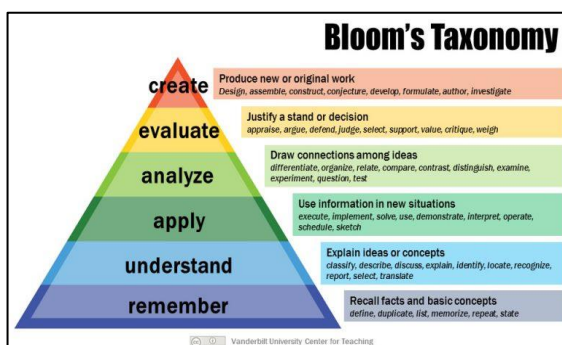 Bloom's Taxonomy
create
Produce new or original work
Design, assemble, construct, conjecture, develop, formulate, author, investigate
evaluate
Justify a stand or decision
appraise, argue, defend, judge, select, support, value, critique, weigh
analyze
Draw connections among ideas
differentiate, organize, relate, compare, contrast, distinguish, examine,
experiment, question, test
apply
Use information in new situations
execute, implement, solve, use, demonstrate, interpret, operate,
schedule, sketch
understand
Explain ideas or concepts
classify, describe, discuss, explain, identify, locate, recognize,
report, select, translate
remember
Recall facts and basic concepts
define, duplicate, list, memorize, repeat, state
Vanderbilt University Center for Teaching